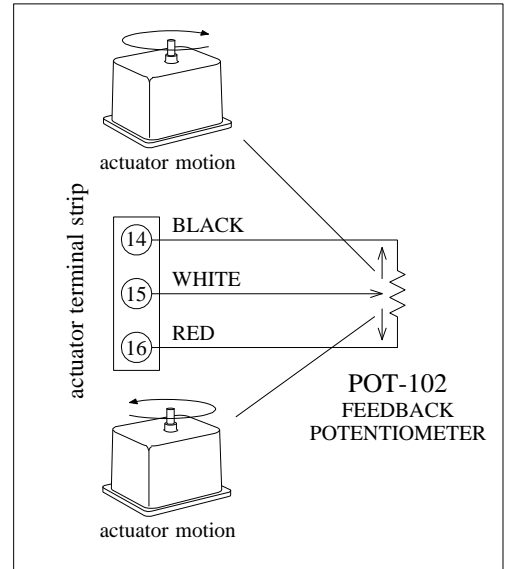 actuator motion
actuator terminal strip
14 BLACK
15 WHITE
16 RED
POT-102
FEEDBACK
POTENTIOMETER
actuator motion